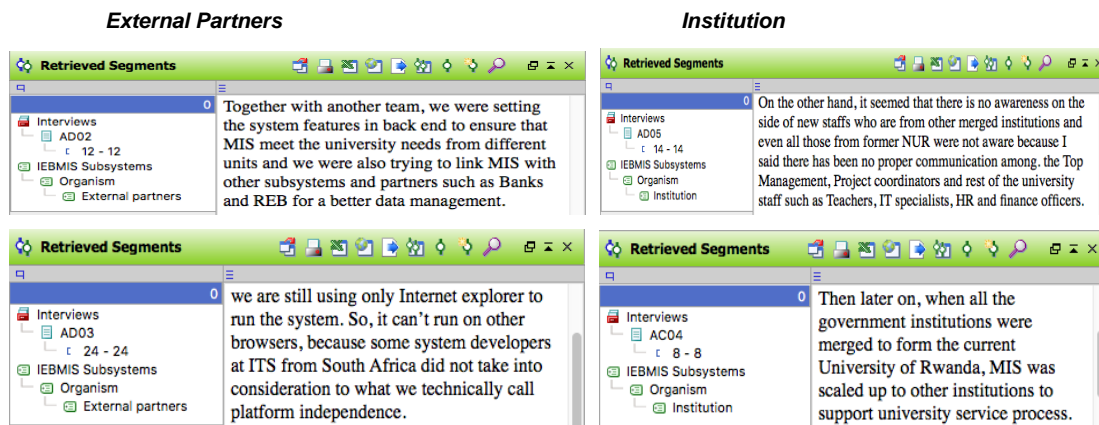 External Partners
Institution
Retrieved Segments
0
Interviews
AD02
12 - 12
IEBMIS Subsystems
Organism
External partners
Together with another team, we were setting
the system features in back end to ensure that
MIS meet the university needs from different
units and we were also trying to link MIS with
other subsystems and partners such as Banks
and REB for a better data management.
Retrieved Segments
0
Interviews
AD05
14 - 14
IEBMIS Subsystems
Organism
Institution
On the other hand, it seemed that there is no awareness on the
side of new staffs who are from other merged institutions and
even all those from former NUR were not aware because I
said there has been no proper communication among. the Top
Management, Project coordinators and rest of the university
staff such as Teachers, IT specialists, HR and finance officers.
Retrieved Segments
0
Interviews
AD03
24 - 24
IEBMIS Subsystems
Organism
External partners
we are still using only Internet explorer to
run the system. So, it can’t run on other
browsers, because some system developers
at ITS from South Africa did not take into
consideration to what we technically call
platform independence.
Retrieved Segments
0
Interviews
AC04
8 - 8
IEBMIS Subsystems
Organism
Institution
Then later on, when all the
government institutions were
merged to form the current
University of Rwanda, MIS was
scaled up to other institutions to
support university service process.